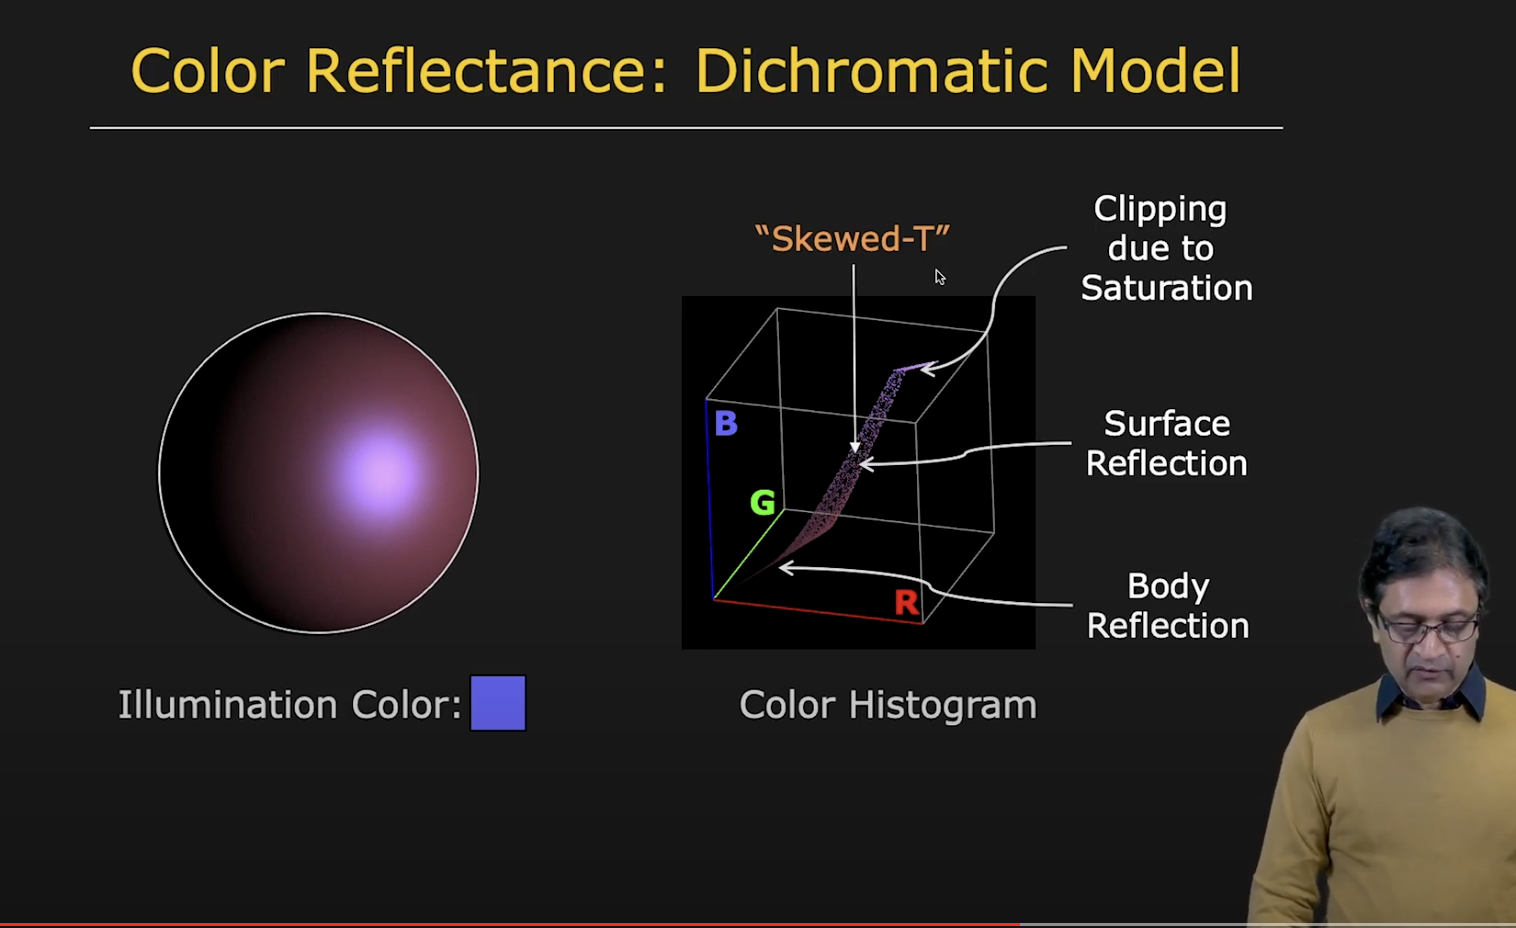 Color Reflectance: Dichromatic Model
“Skewed-T”
Clipping
due to
Saturation
B
G
R
Surface
Reflection
Body
Reflection
Illumination Color:
Color Histogram